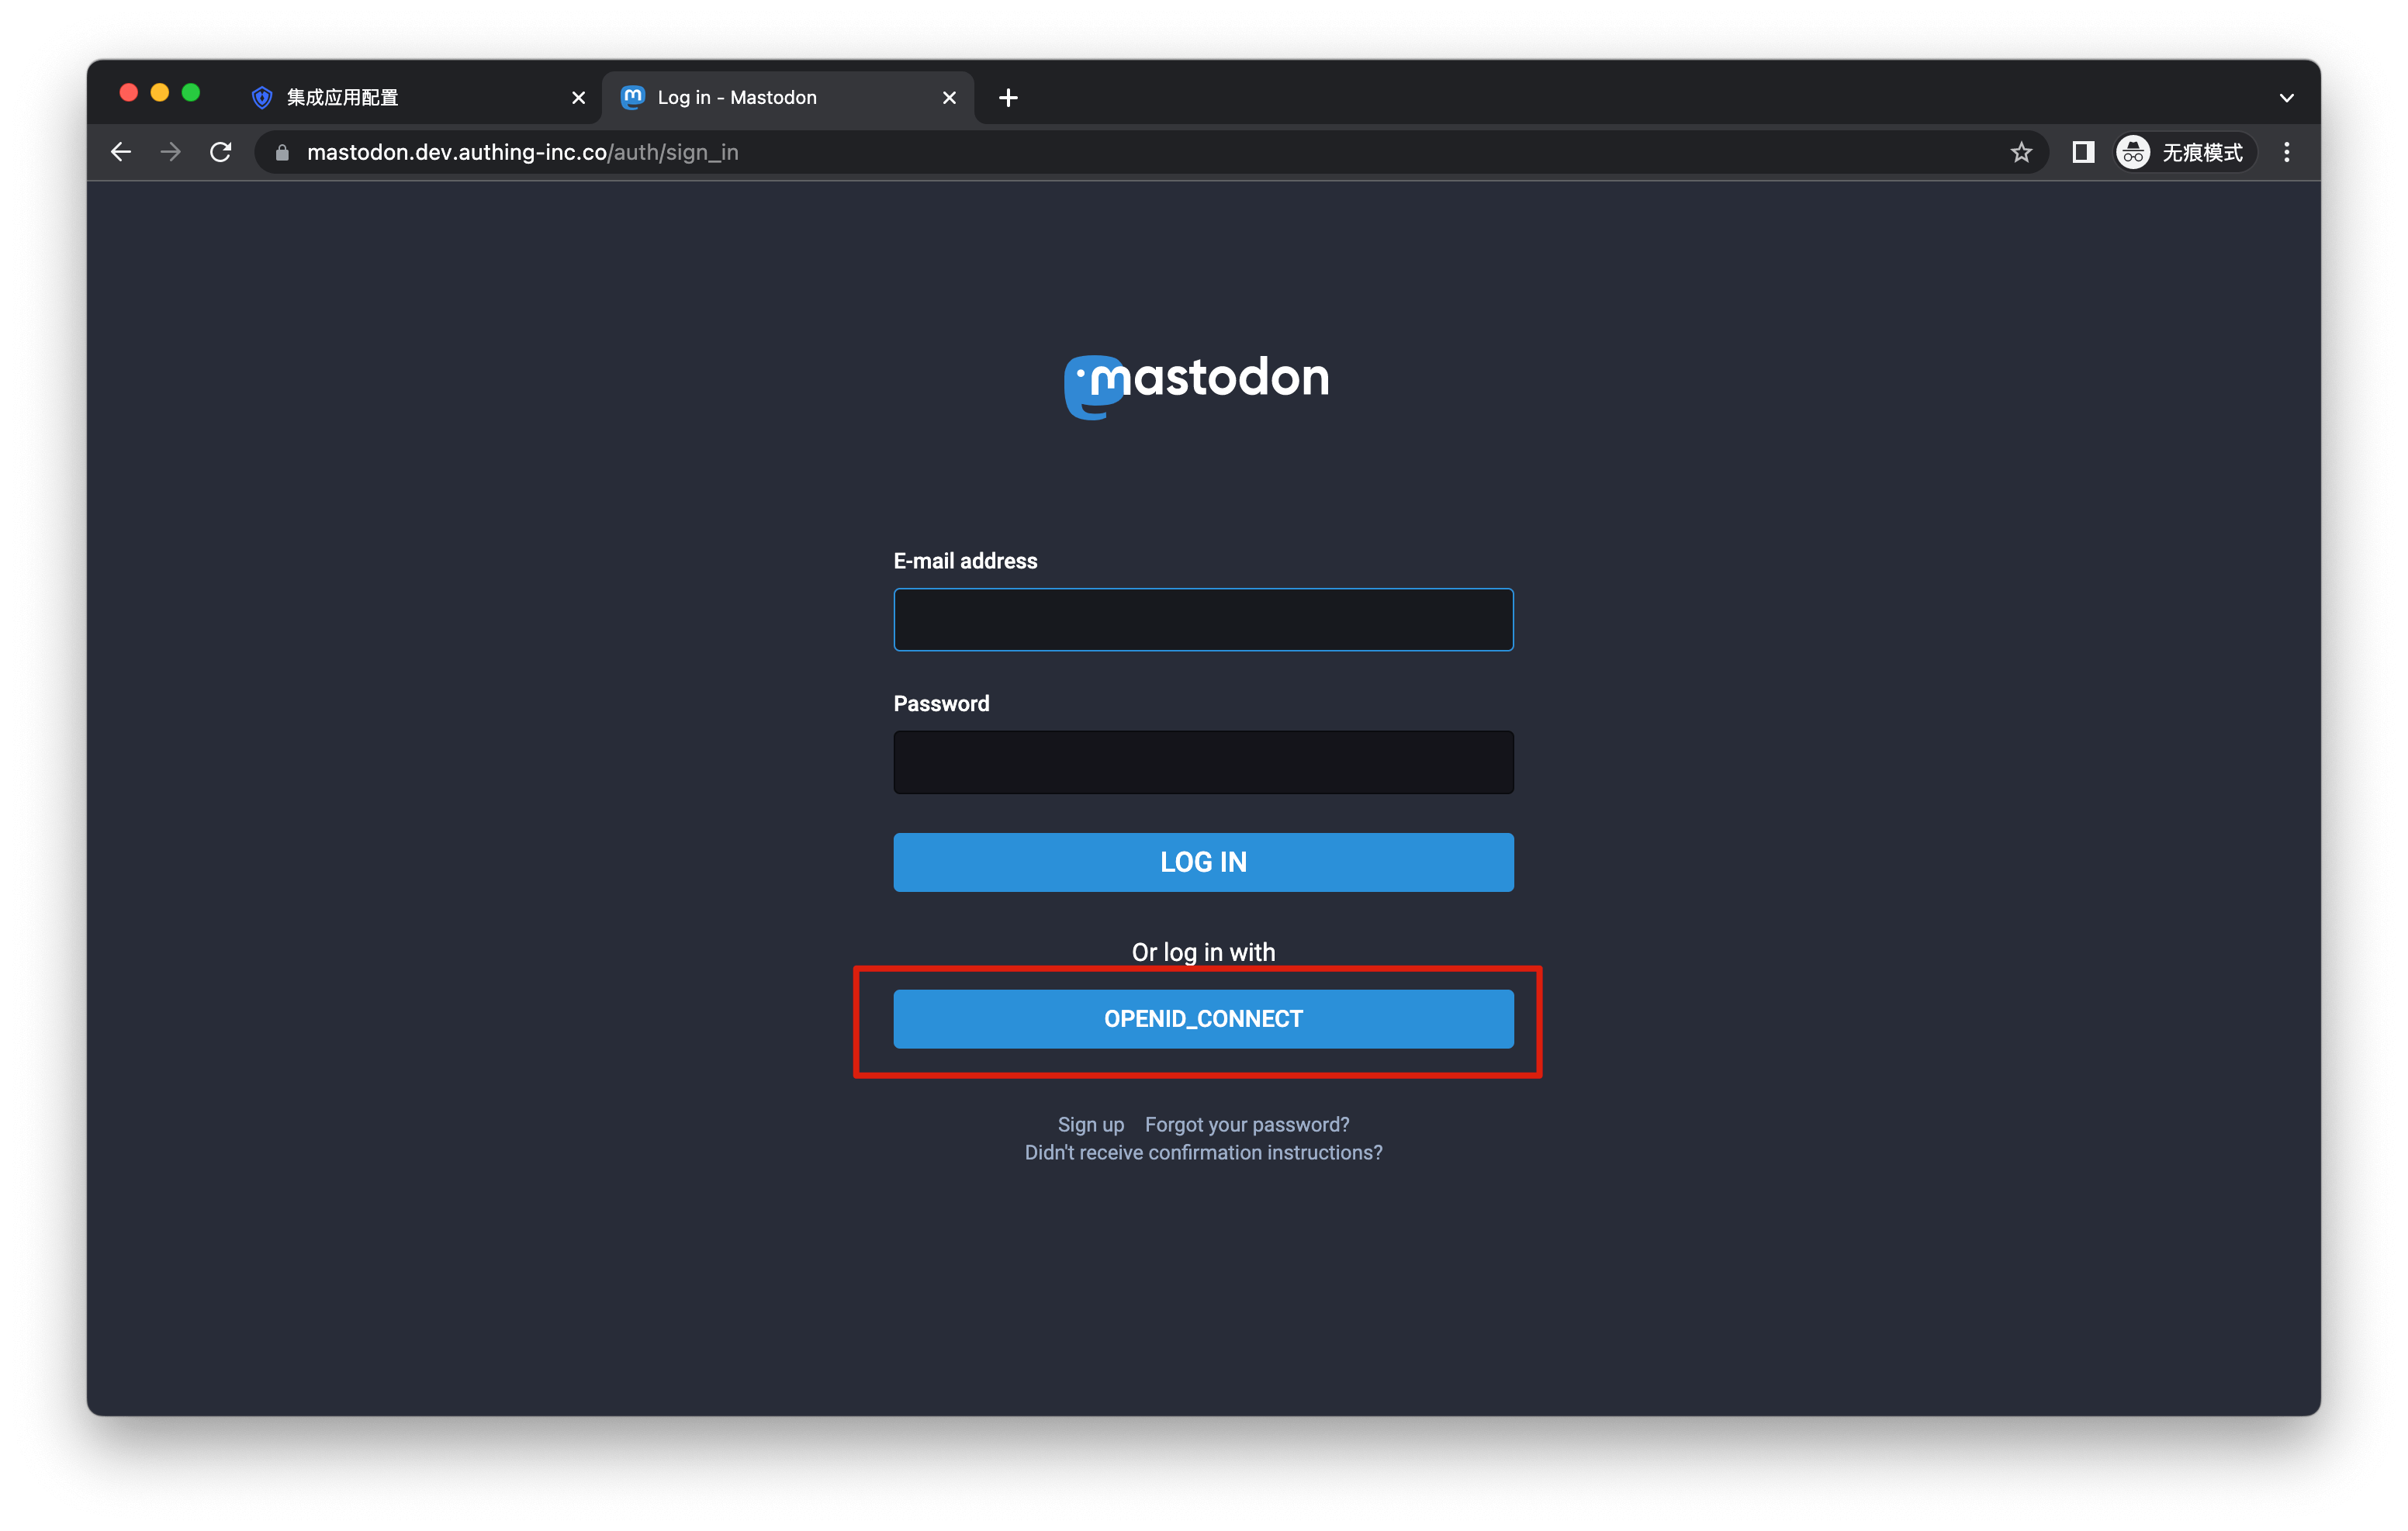 集成应用配置
Log in - Mastodon
mastodon.dev.authing-inc.co/auth/sign_in
无痕模式
mastodon
E-mail address
Password
LOG IN
Or log in with
OPENID_CONNECT
Sign up Forgot your password?
Didn't receive confirmation instructions?